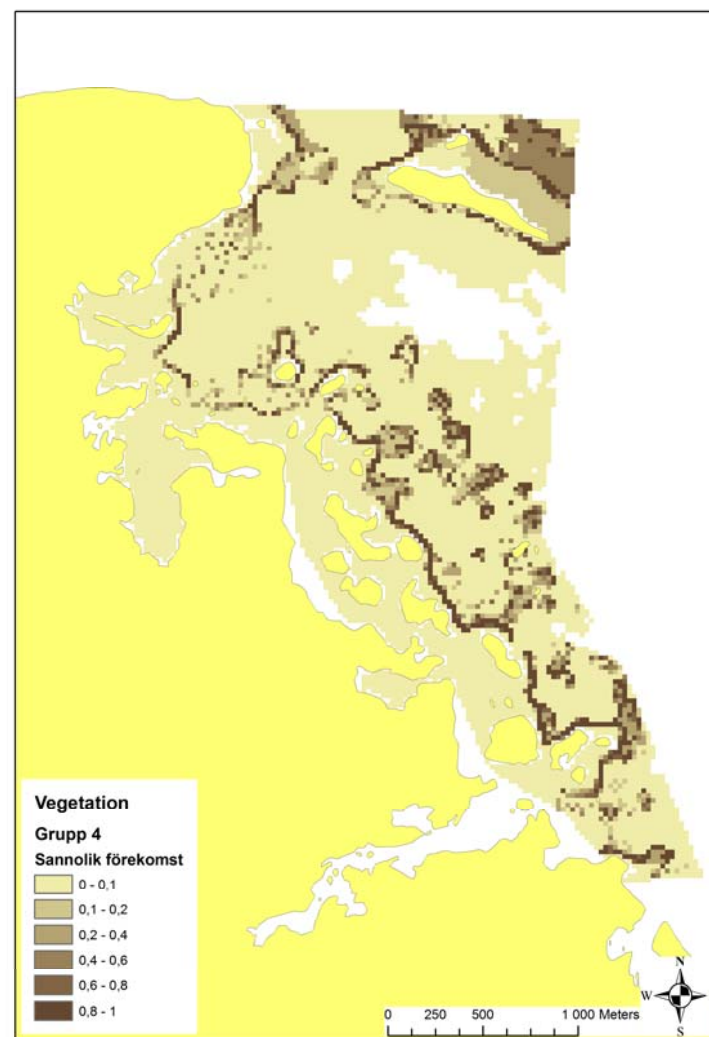 Vegetation
Grupp 4
Sannolik förekomst
0 - 0,1
0,1 - 0,2
0,2 - 0,4
0,4 - 0,6
0,6 - 0,8
0,8 - 1
N
W E
S
0 250 500 1 000 Meters